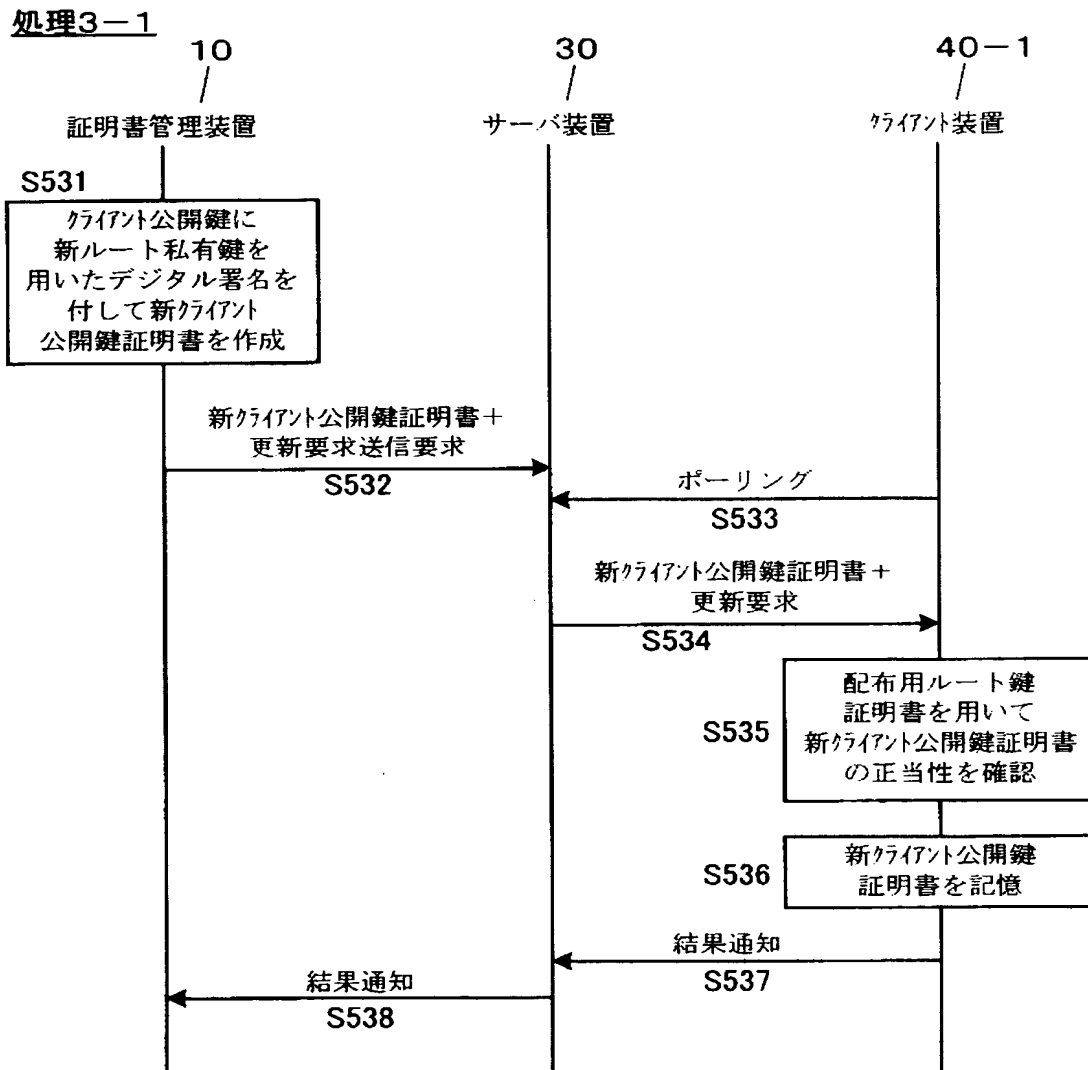 処理3-1
10
30
40-1
証明書管理装置
サーバ装置
ｸﾗｲｱﾝﾄ装置
S531
ｸﾗｲｱﾝﾄ公開鍵に
新ルート私有鍵を
用いたデジタル署名を
付して新ｸﾗｲｱﾝﾄ
公開鍵証明書を作成
新ｸﾗｲｱﾝﾄ公開鍵証明書＋
更新要求送信要求
S532
ポーリング
S533
新ｸﾗｲｱﾝﾄ公開鍵証明書＋
更新要求
S534
S535
配布用ルート鍵
証明書を用いて
新ｸﾗｲｱﾝﾄ公開鍵証明書
の正当性を確認
S536
新ｸﾗｲｱﾝﾄ公開鍵
証明書を記憶
結果通知
S537
結果通知
S538